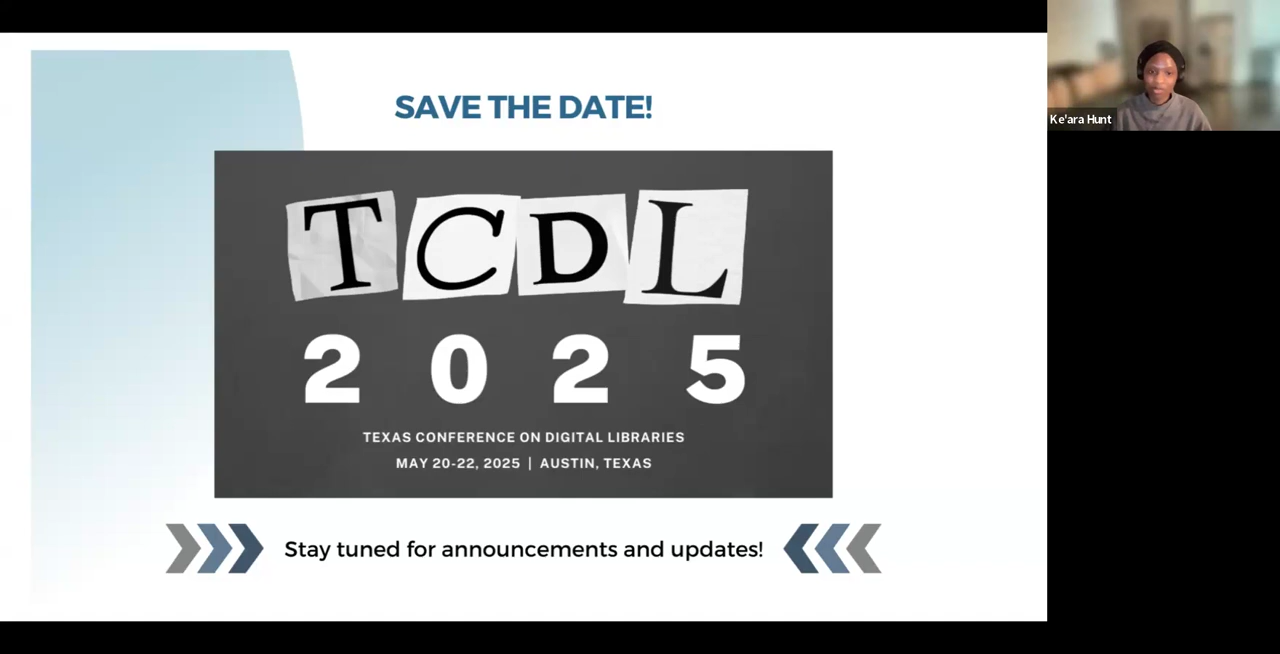 SAVE THE DATE!
TCDL
2025
TEXAS CONFERENCE ON DIGITAL LIBRARIES
MAY 20-22, 2025 | AUSTIN, TEXAS
Stay tuned for announcements and updates!
Ke'ara Hunt